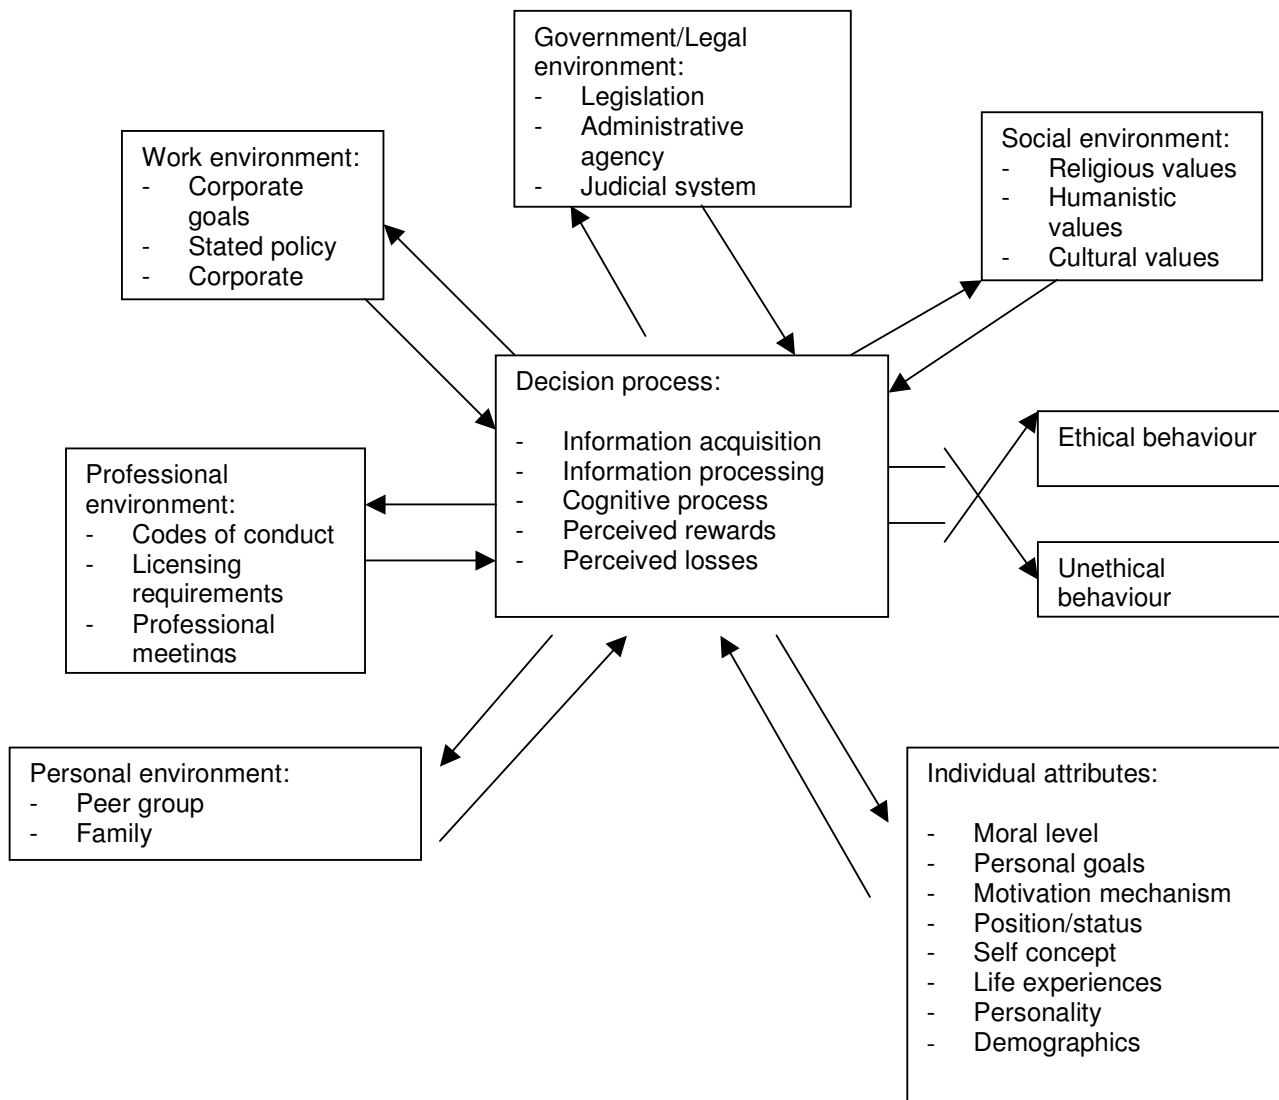 Government/Legal
environment:
- Legislation
- Administrative
agency
- Judicial system
Work environment:
- Corporate
goals
- Stated policy
- Corporate
Social environment:
- Religious values
- Humanistic
values
- Cultural values
Decision process:
- Information acquisition
- Information processing
- Cognitive process
- Perceived rewards
- Perceived losses
Ethical behaviour
Unethical
behaviour
Professional
environment:
- Codes of conduct
- Licensing
requirements
- Professional
meetings
Personal environment:
- Peer group
- Family
Individual attributes:
- Moral level
- Personal goals
- Motivation mechanism
- Position/status
- Self concept
- Life experiences
- Personality
- Demographics